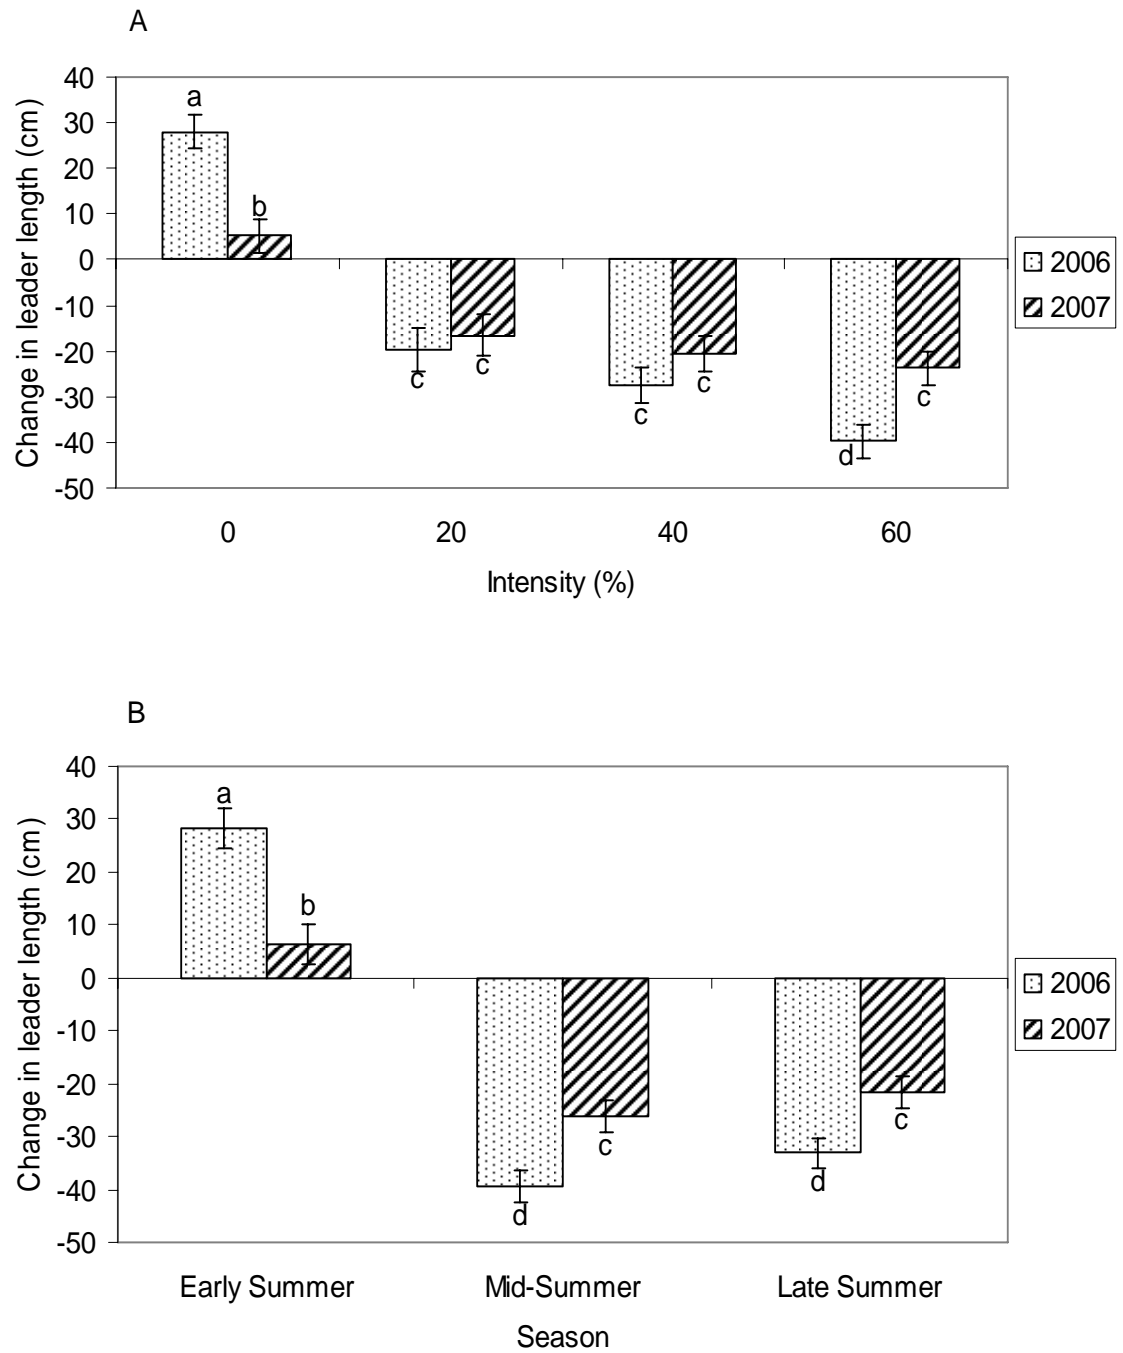 A
Change in leader length (cm)
40
30
20
10
0
-10
-20
-30
-40
-50
a
b
c
c
c
c
d
c
0 20 40 60
Intensity (%)
2006
2007
B
Change in leader length (cm)
40
30
20
10
0
-10
-20
-30
-40
-50
a
b
d
c
d
c
Early Summer Mid-Summer Late Summer
Season
2006
2007